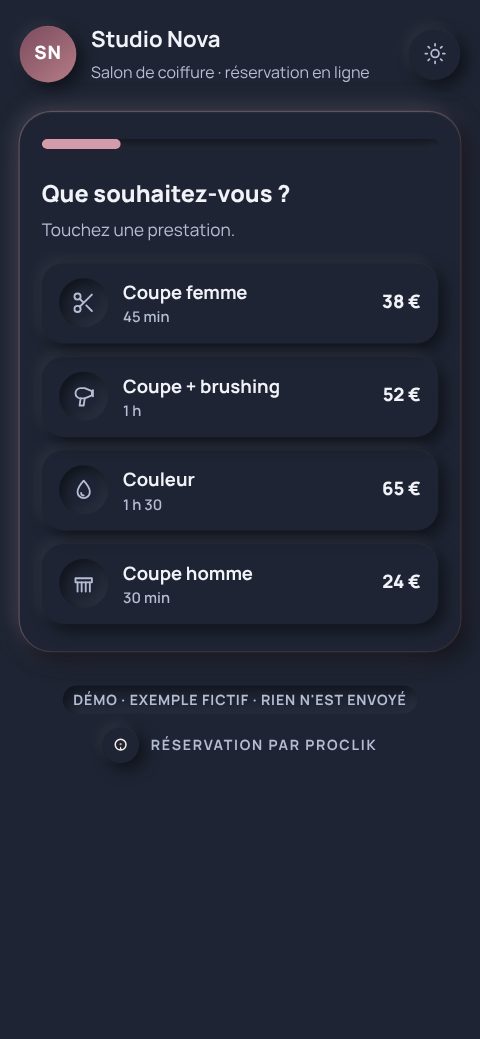 SN
Studio Nova
Salon de coiffure · réservation en ligne
Que souhaitez-vous ?
Touchez une prestation.
Coupe femme
38 €
45 min
Coupe + brushing
52 €
1 h
Couleur
65 €
1 h 30
Coupe homme
24 €
30 min
DÉMO · EXEMPLE FICTIF · RIEN N'EST ENVOYÉ
RÉSERVATION PAR PROCLIK